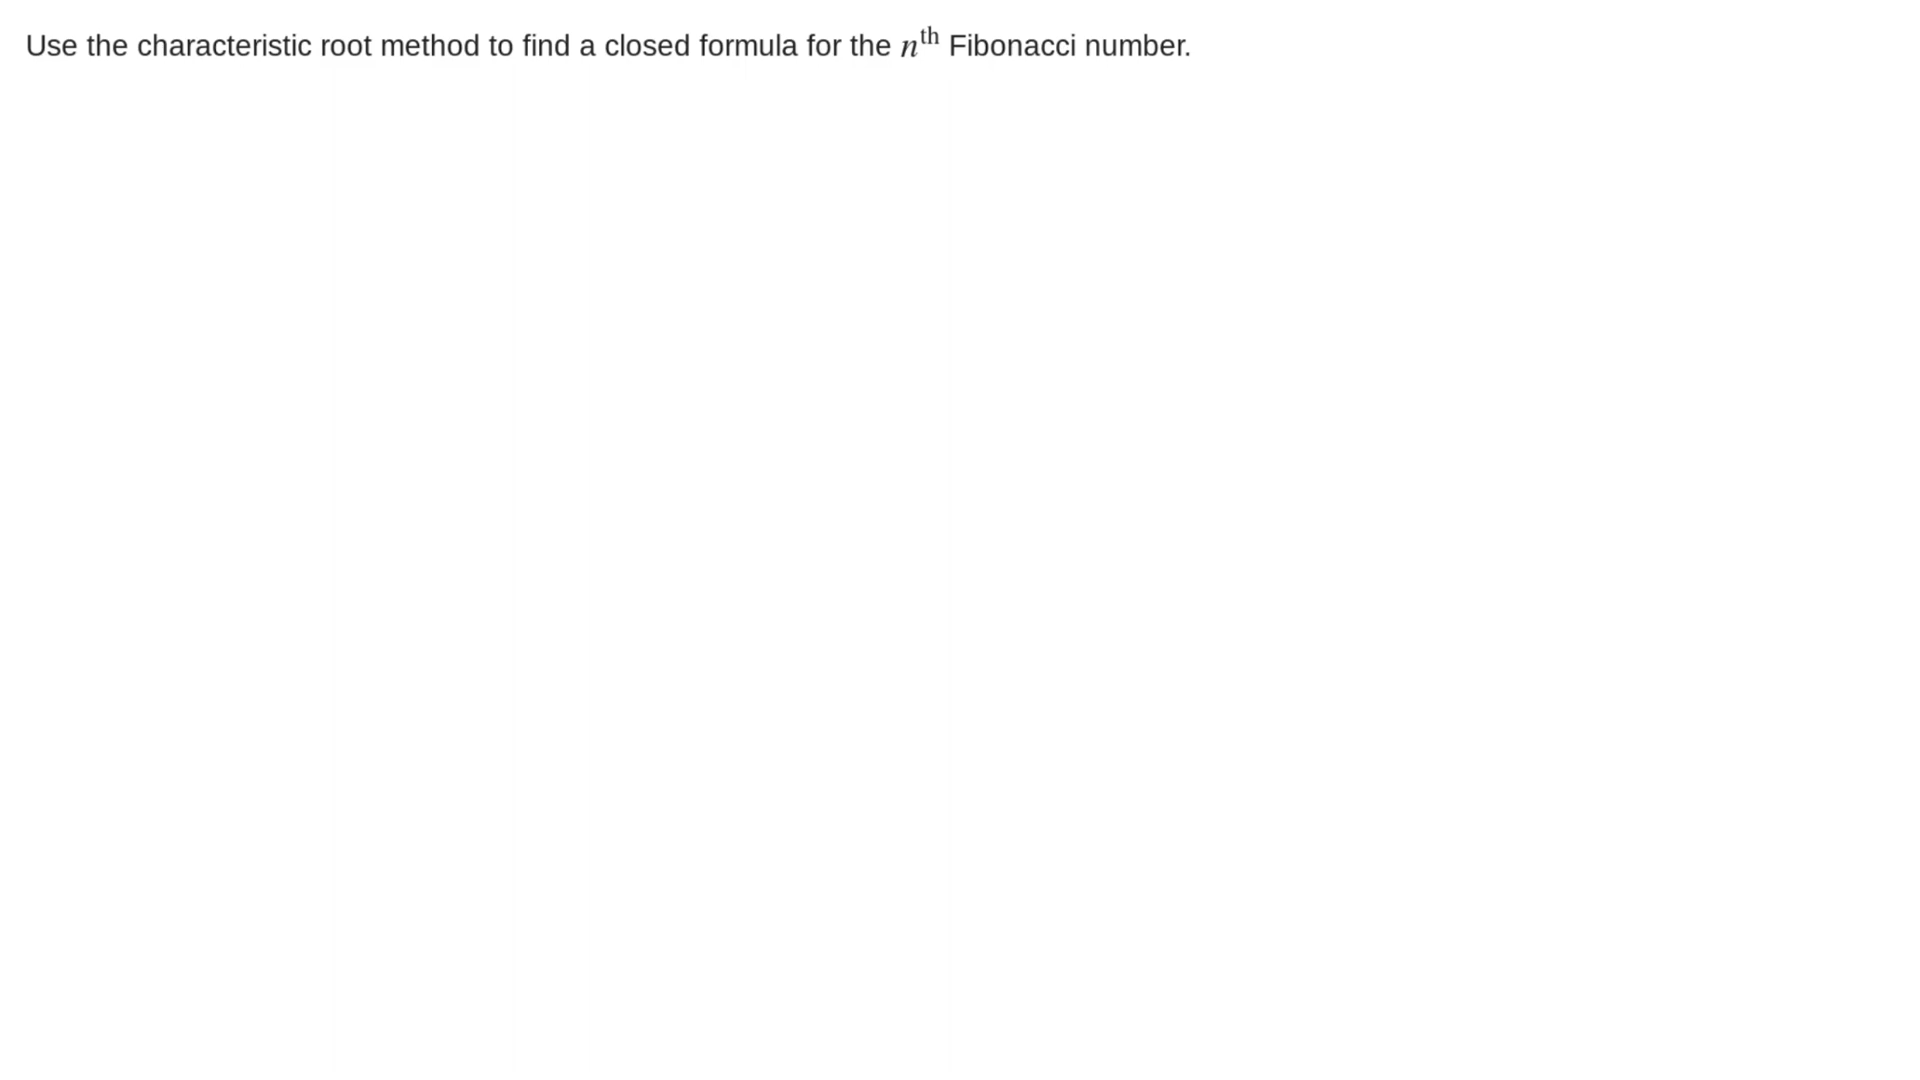 Use the characteristic root method to find a closed formula for the n^th Fibonacci number.